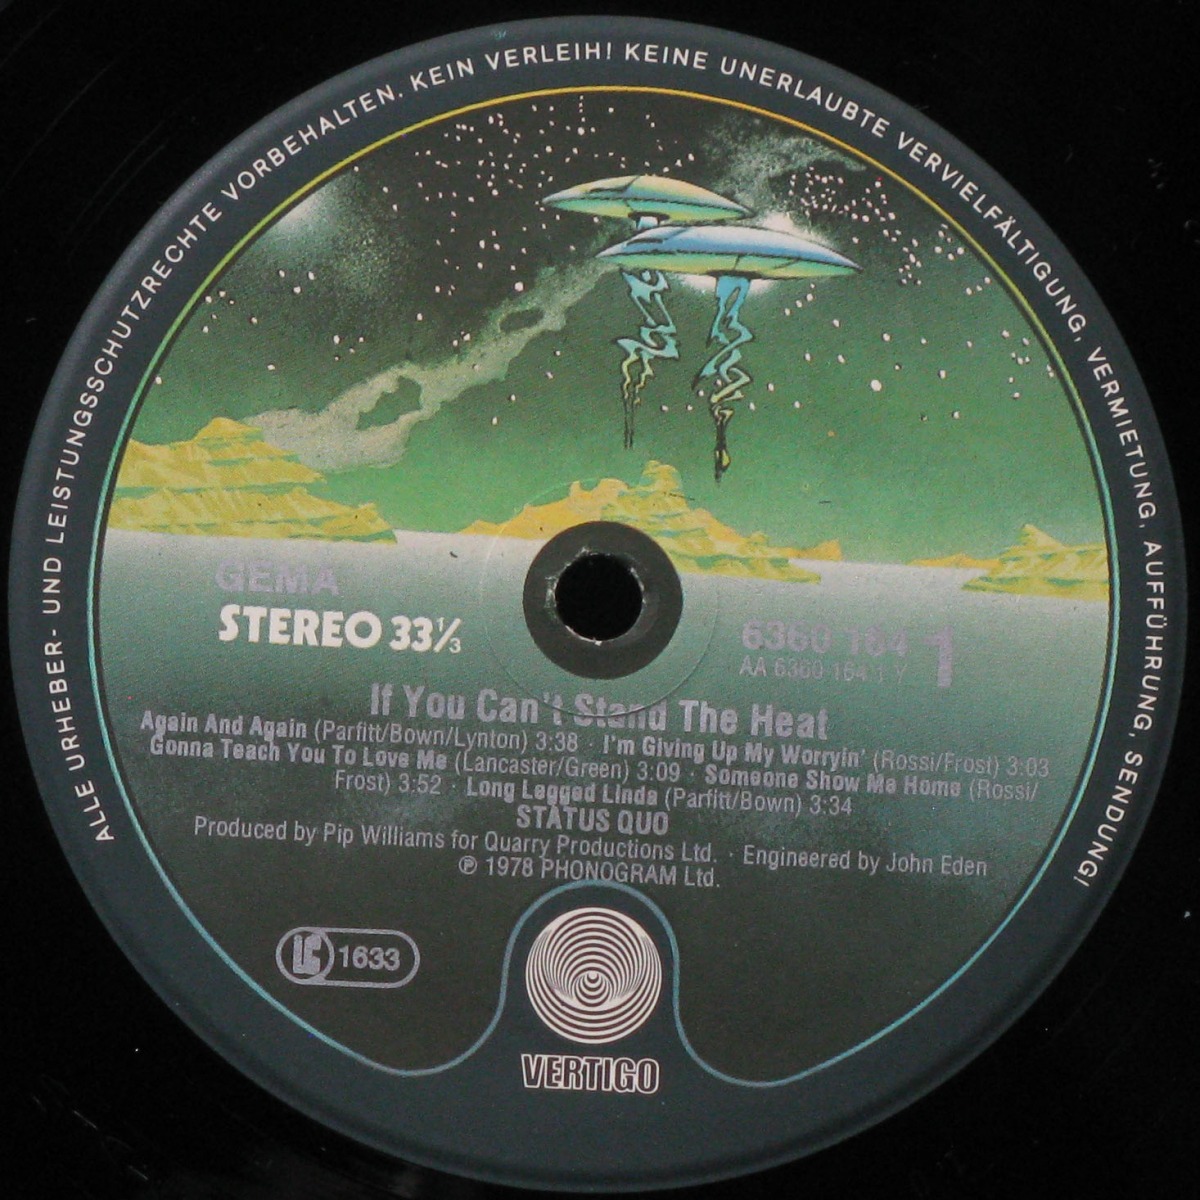 ALLE URHEBER- UND LEISTUNGSSCHUTZRECHTE VORBEHALTEN. KEIN VERLEIH! KEINE UNERLAUBTE VERVIELFÄLTIGUNG, VERMIETUNG, AUFFÜHRUNG, SENDUNG!
GEMA
STEREO 33⅓
6360 164 1
AA 6360 164 1 Y
If You Can't Stand The Heat
Again And Again (Parfitt/Bown/Lynton) 3:38 · I'm Giving Up My Worryin' (Rossi/Frost) 3:03
Gonna Teach You To Love Me (Lancaster/Green) 3:09 · Someone Show Me Home (Rossi/
Frost) 3:52 · Long Legged Linda (Parfitt/Bown) 3:34
STATUS QUO
Produced by Pip Williams for Quarry Productions Ltd. · Engineered by John Eden
℗ 1978 PHONOGRAM Ltd.
LC 1633
VERTIGO